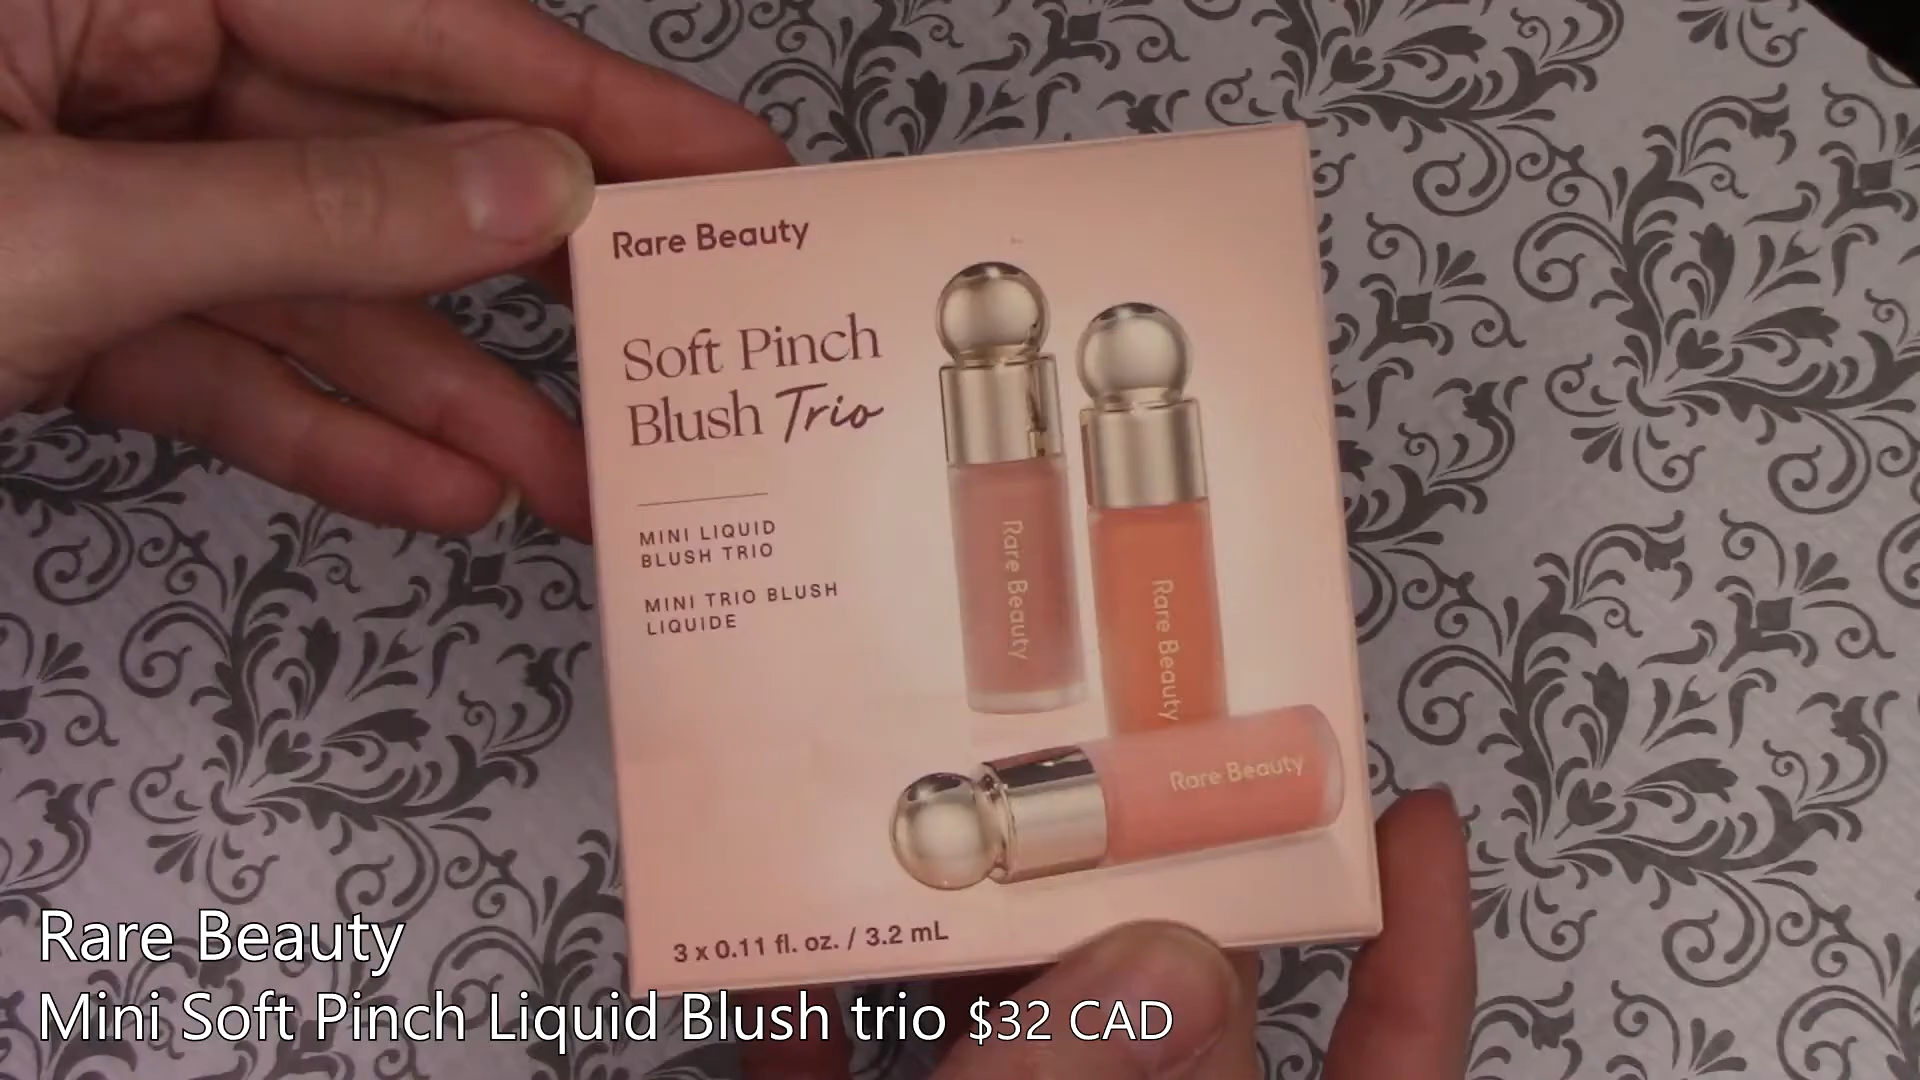 Rare Beauty
Soft Pinch
Blush Trio
MINI LIQUID
BLUSH TRIO
MINI TRIO BLUSH
LIQUIDE
Rare Beauty
Rare Beauty
Rare Beauty
3 x 0.11 fl. oz. / 3.2 mL
Rare Beauty
Mini Soft Pinch Liquid Blush trio $32 CAD